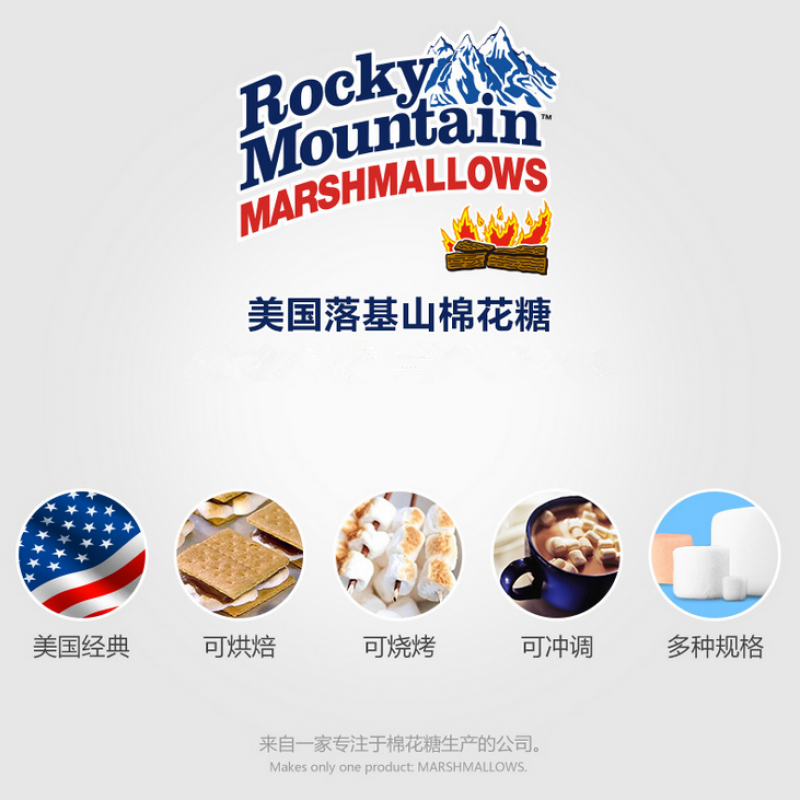 Rocky
Mountain™
MARSHMALLOWS
美国落基山棉花糖
美国经典
可烘焙
可烧烤
可冲调
多种规格
来自一家专注于棉花糖生产的公司。
Makes only one product: MARSHMALLOWS.